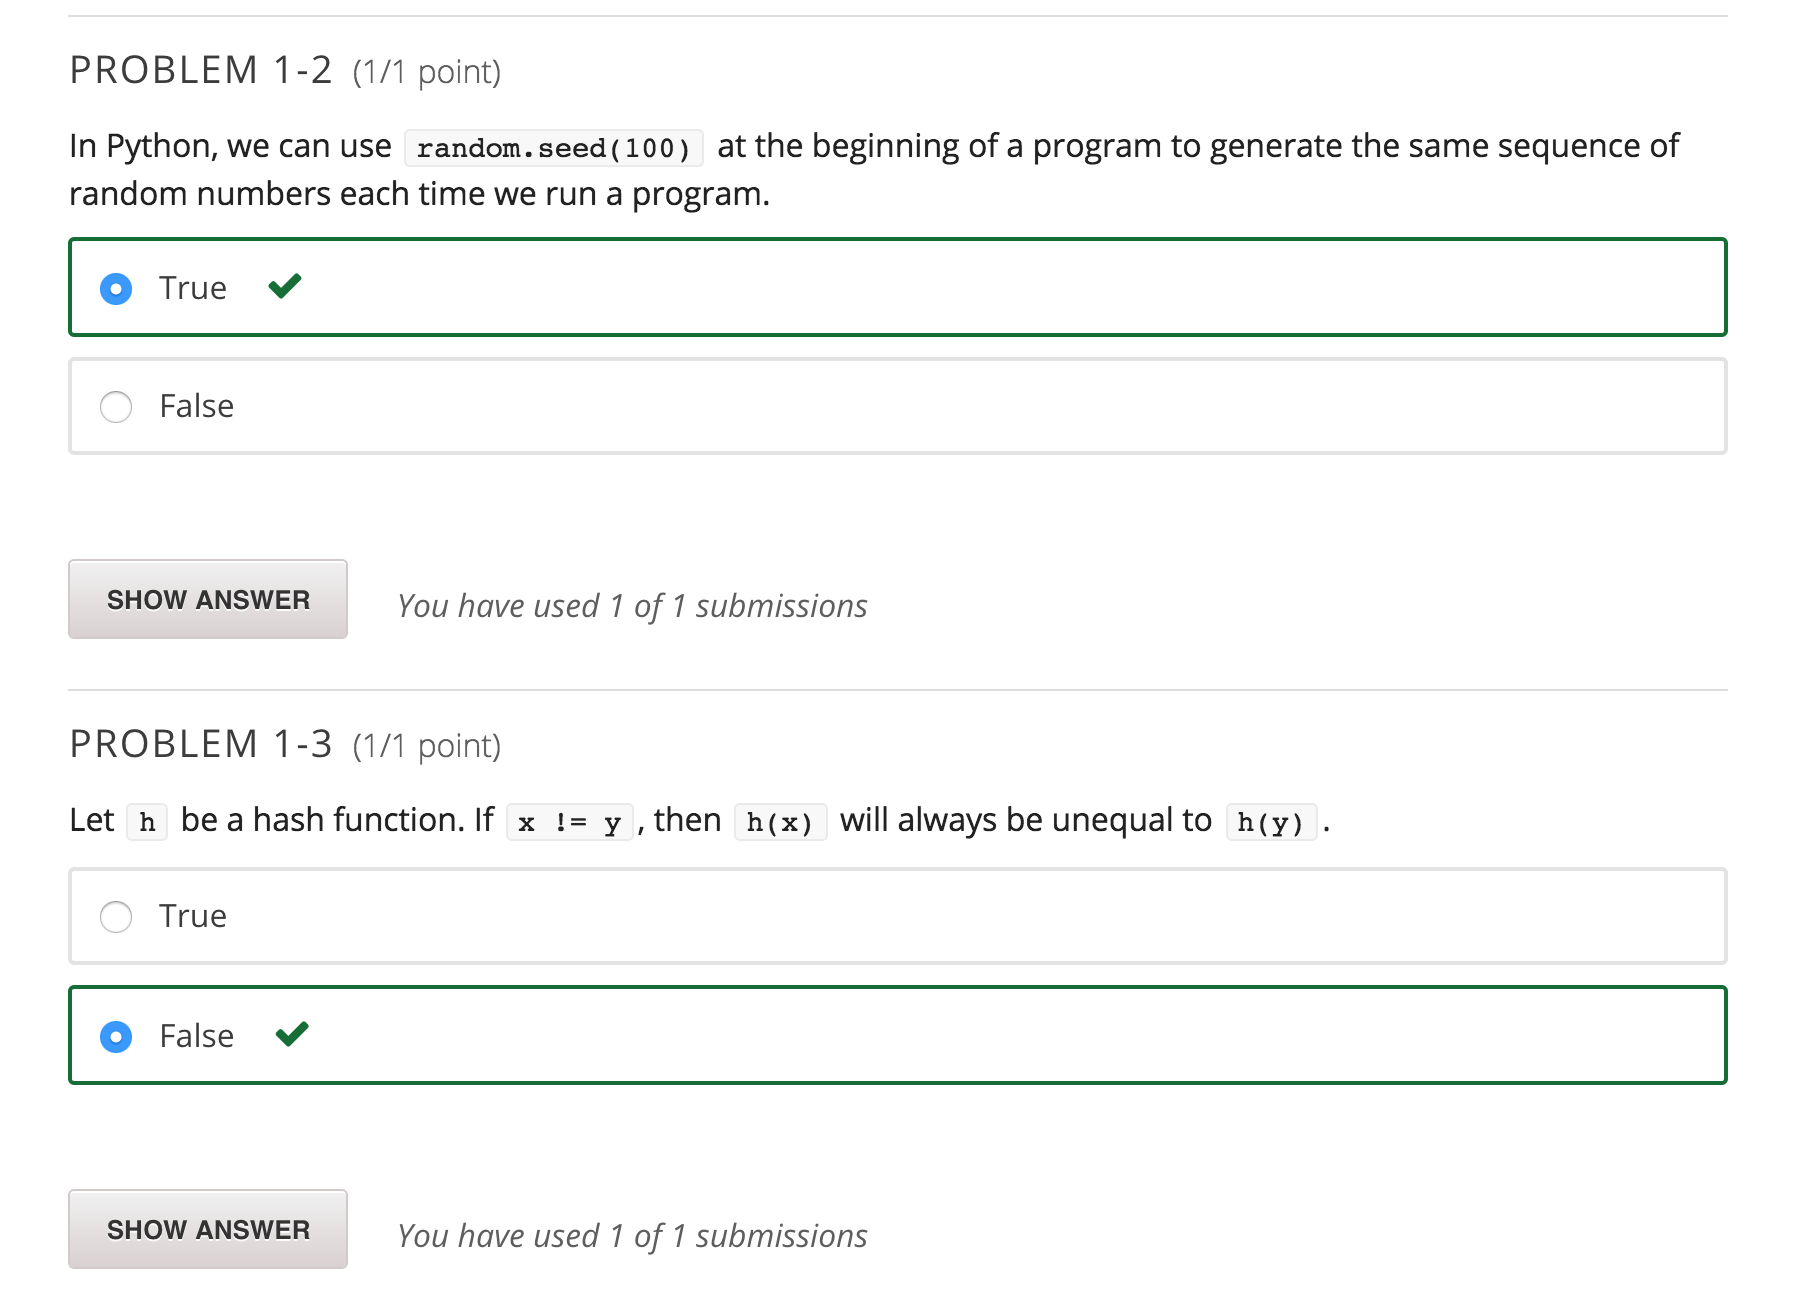 PROBLEM 1-2 (1/1 point)
In Python, we can use random.seed(100) at the beginning of a program to generate the same sequence of
random numbers each time we run a program.
True
False
SHOW ANSWER You have used 1 of 1 submissions
PROBLEM 1-3 (1/1 point)
Let h be a hash function. If x != y, then h(x) will always be unequal to h(y).
True
False
SHOW ANSWER You have used 1 of 1 submissions